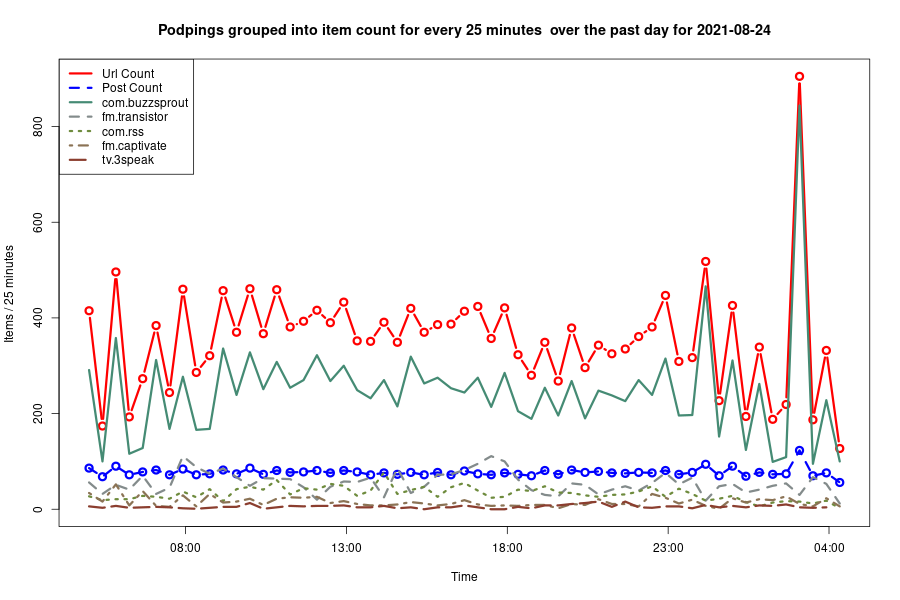 Podpings grouped into item count for every 25 minutes  over the past day for 2021-08-24
Url Count
Post Count
com.buzzsprout
fm.transistor
com.rss
fm.captivate
tv.3speak
Items / 25 minutes
800
600
400
200
0
08:00
13:00
18:00
23:00
04:00
Time